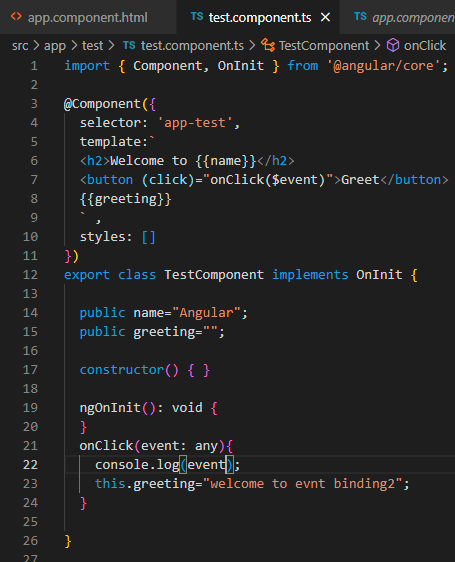 <> app.component.html TS test.component.ts × app.componen
src > app > test > TS test.component.ts > TestComponent > onClick
1 import { Component, OnInit } from '@angular/core';
2
3 @Component({
4 selector: 'app-test',
5 template:`
6 <h2>Welcome to {{name}}</h2>
7 <button (click)="onClick($event)">Greet</button>
8 {{greeting}}
9 ` ,
10 styles: []
11 })
12 export class TestComponent implements OnInit {
13
14 public name="Angular";
15 public greeting="";
16
17 constructor() { }
18
19 ngOnInit(): void {
20 }
21 onClick(event: any){
22 console.log(event);
23 this.greeting="welcome to evnt binding2";
24 }
25
26 }
27